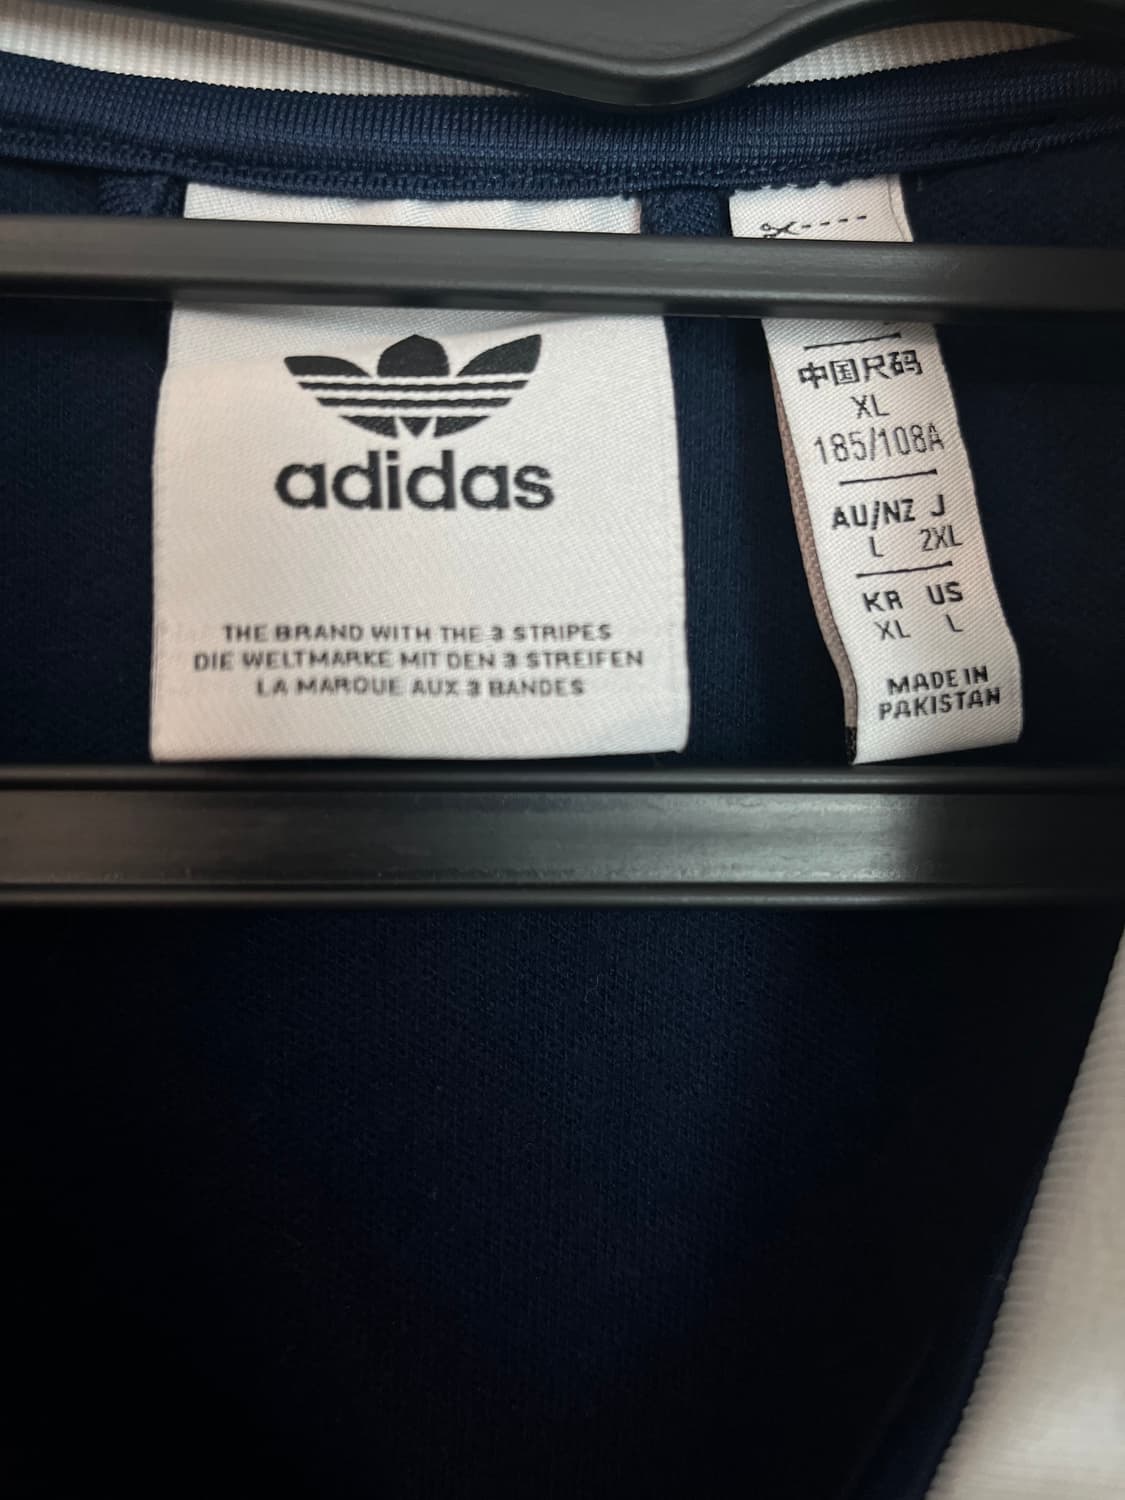 adidas
THE BRAND WITH THE 3 STRIPES
DIE WELTMARKE MIT DEN 3 STREIFEN
LA MARQUE AUX 3 BANDES
中国尺码
XL
185/108A
AU/NZ J
L 2XL
KR US
XL L
MADE IN
PAKISTAN